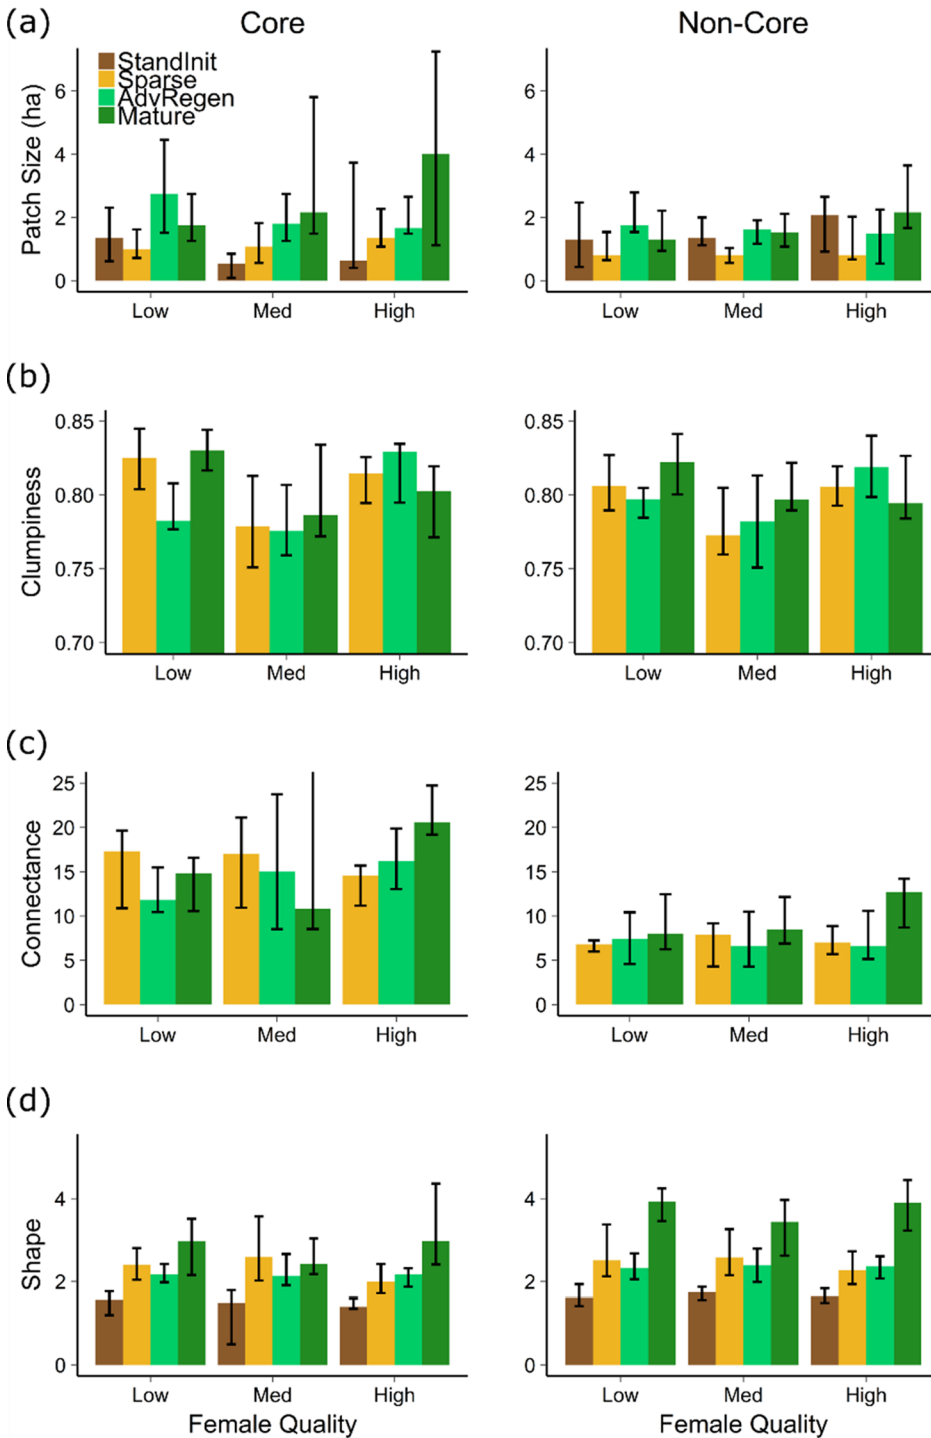 (a)
Core
Non-Core
StandInit
Sparse
AdvRegen
Mature
Patch Size (ha)
6
4
2
0
Low Med High
6
4
2
0
Low Med High
(b)
Clumpiness
0.85
0.80
0.75
0.70
Low Med High
0.85
0.80
0.75
0.70
Low Med High
(c)
Connectance
25
20
15
10
5
0
Low Med High
25
20
15
10
5
0
Low Med High
(d)
Shape
4
2
0
Low Med High
Female Quality
4
2
0
Low Med High
Female Quality